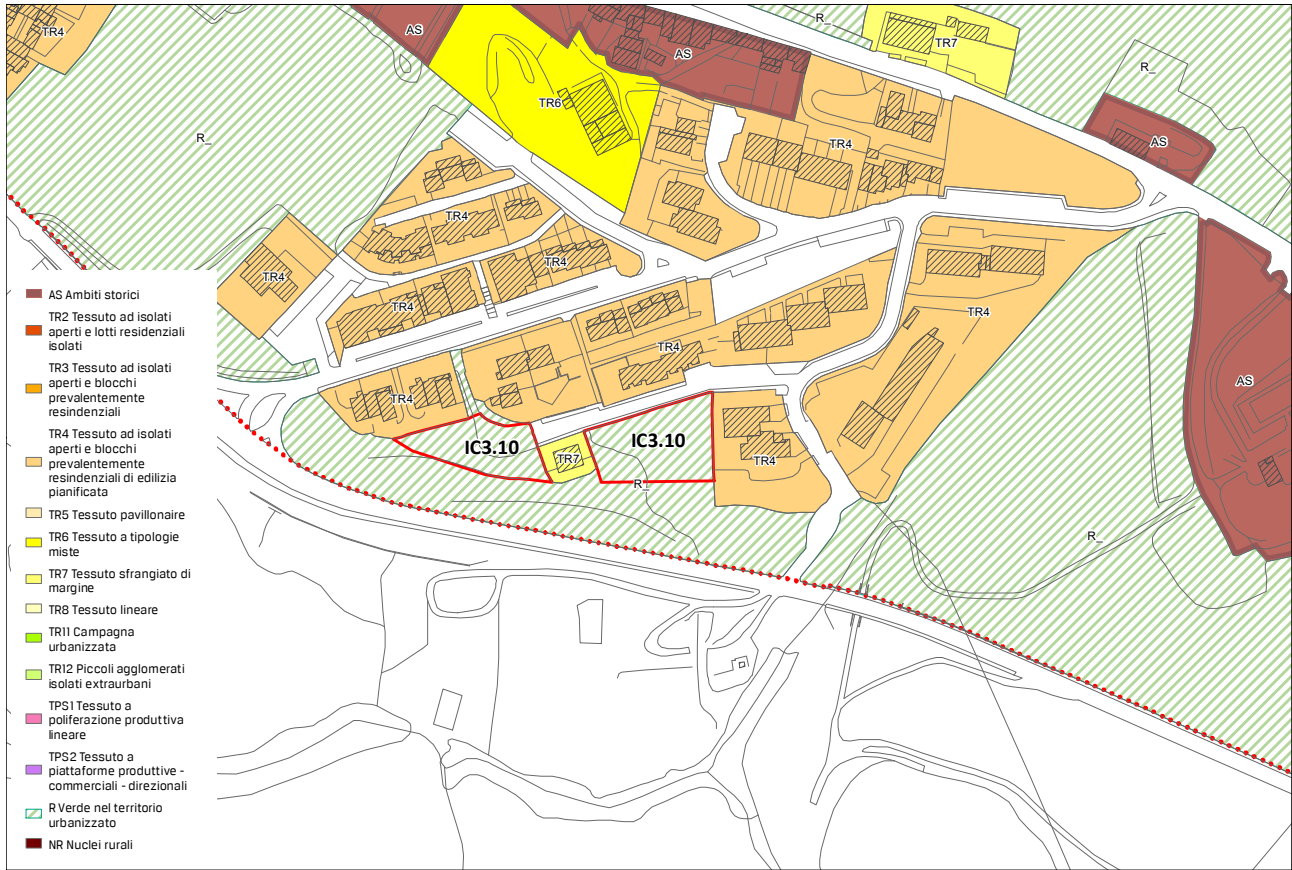 TR4
AS
R_
TR7
AS
R_
TR6
R_
TR4
AS
TR4
TR4
TR4
TR4
TR4
TR4
TR4
AS
TR4
IC3.10
IC3.10
TR7
TR4
R_
R_
AS Ambiti storici
TR2 Tessuto ad isolati
aperti e lotti residenziali
isolati
TR3 Tessuto ad isolati
aperti e blocchi
prevalentemente
resindenziali
TR4 Tessuto ad isolati
aperti e blocchi
prevalentemente
residenziali di edilizia
pianificata
TR5 Tessuto pavillonaire
TR6 Tessuto a tipologie
miste
TR7 Tessuto sfrangiato di
margine
TR8 Tessuto lineare
TR11 Campagna
urbanizzata
TR12 Piccoli agglomerati
isolati extraurbani
TPS1 Tessuto a
poliferazione produttiva
lineare
TPS2 Tessuto a
piattaforme produttive -
commerciali - direzionali
R Verde nel territorio
urbanizzato
NR Nuclei rurali